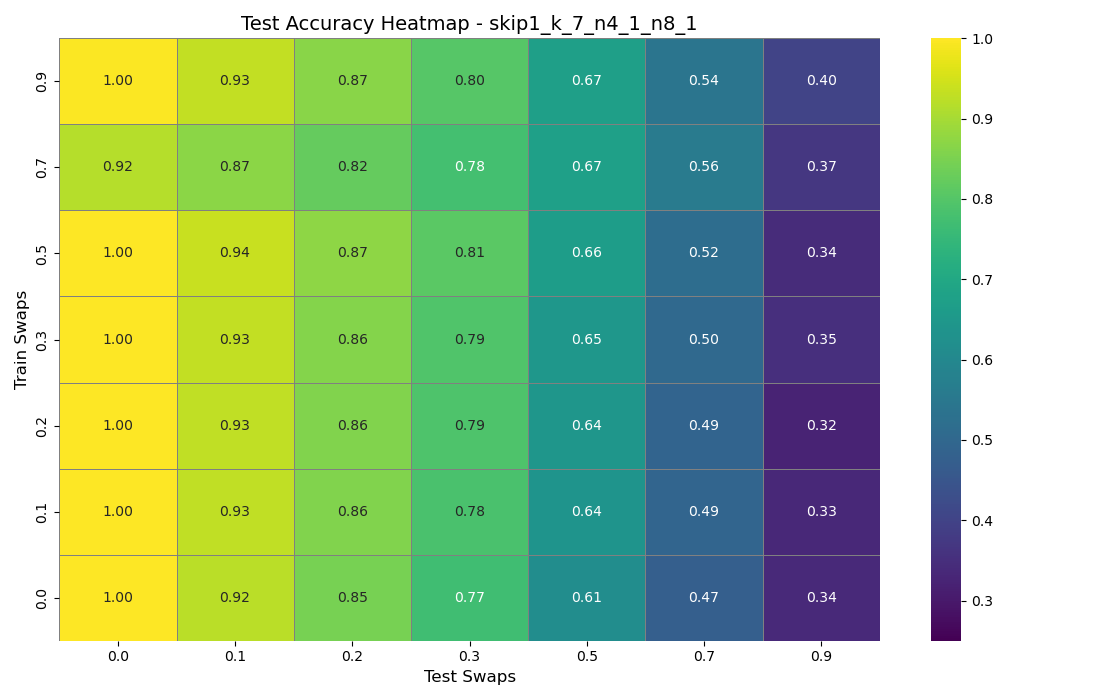 Test Accuracy Heatmap - skip1_k_7_n4_1_n8_1
Train Swaps
0.9 1.00 0.93 0.87 0.80 0.67 0.54 0.40
0.7 0.92 0.87 0.82 0.78 0.67 0.56 0.37
0.5 1.00 0.94 0.87 0.81 0.66 0.52 0.34
0.3 1.00 0.93 0.86 0.79 0.65 0.50 0.35
0.2 1.00 0.93 0.86 0.79 0.64 0.49 0.32
0.1 1.00 0.93 0.86 0.78 0.64 0.49 0.33
0.0 1.00 0.92 0.85 0.77 0.61 0.47 0.34
0.0 0.1 0.2 0.3 0.5 0.7 0.9
Test Swaps
1.0
0.9
0.8
0.7
0.6
0.5
0.4
0.3